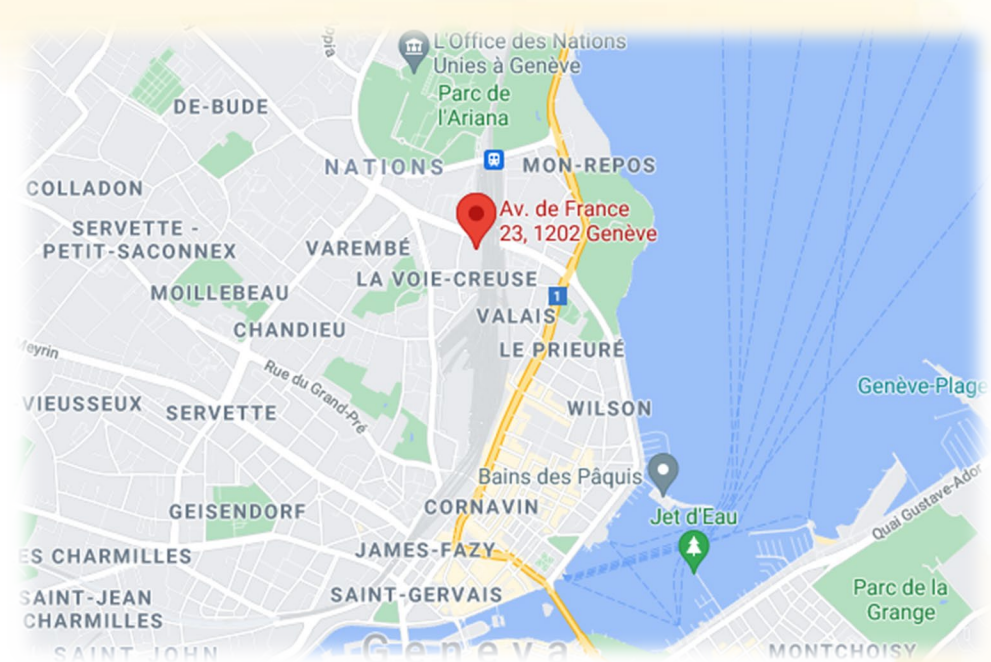 L'Office des Nations
Unies à Genève
Parc de
l'Ariana
DE-BUDE
NATIONS
MON-REPOS
COLLADON
Av. de France
23, 1202 Genève
SERVETTE -
PETIT-SACONNEX
VAREMBÉ
LA VOIE-CREUSE
MOILLEBEAU
1
VALAIS
CHANDIEU
LE PRIEURÉ
Meyrin
Rue du Grand-Pré
Genève-Plage
VIEUSSEUX
SERVETTE
WILSON
Bains des Pâquis
Quai Gustave-Ador
GEISENDORF
CORNAVIN
Jet d'Eau
ES CHARMILLES
JAMES-FAZY
SAINT-JEAN
CHARMILLES
SAINT-GERVAIS
Parc de la
Grange
SAINT JOHN
Geneva
MONTCHOISY